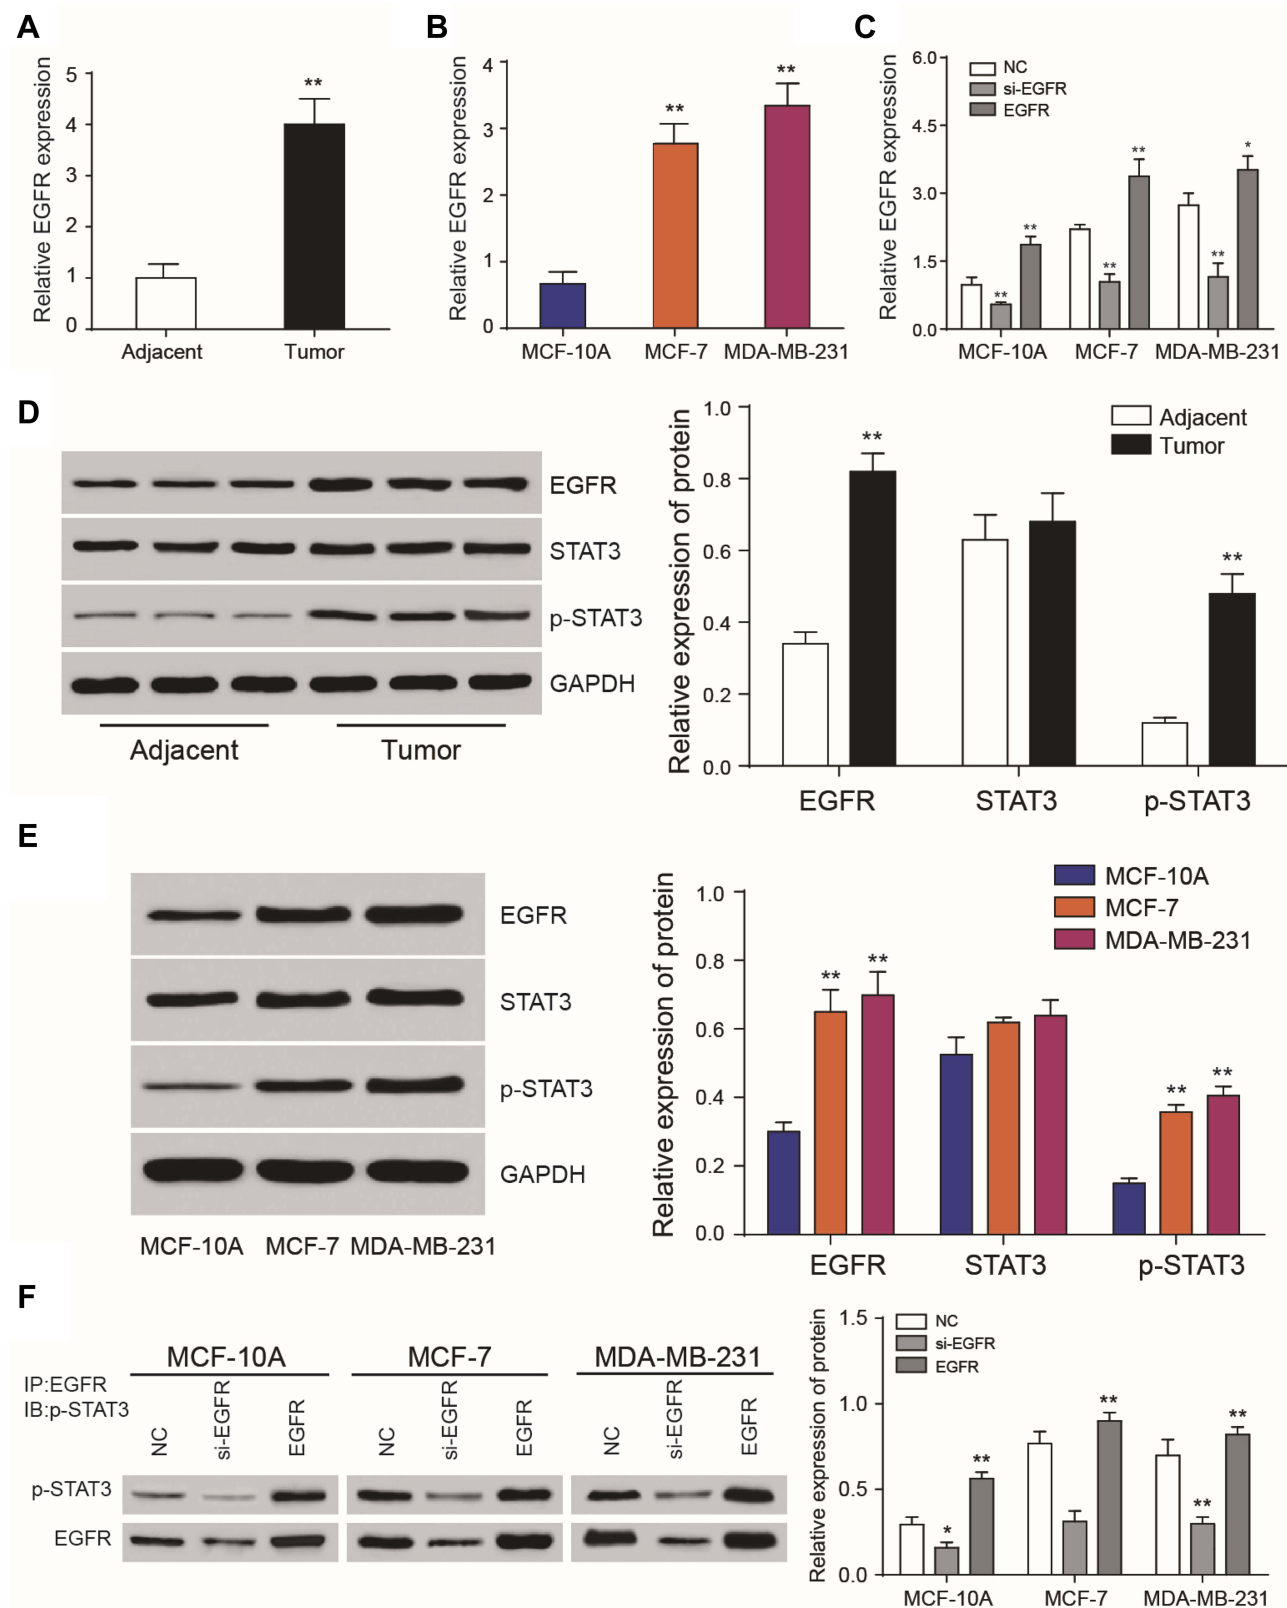 A
Relative EGFR expression
5
4
3
2
1
0
**
Adjacent
Tumor
B
Relative EGFR expression
4
3
2
1
0
**
**
MCF-10A
MCF-7
MDA-MB-231
C
Relative EGFR expression
6.0
4.5
3.0
1.5
0.0
NC
si-EGFR
EGFR
**
**
**
**
**
*
MCF-10A
MCF-7
MDA-MB-231
D
EGFR
STAT3
p-STAT3
GAPDH
Adjacent
Tumor
Relative expression of protein
1.0
0.8
0.6
0.4
0.2
0.0
Adjacent
Tumor
**
**
EGFR
STAT3
p-STAT3
E
EGFR
STAT3
p-STAT3
GAPDH
MCF-10A
MCF-7
MDA-MB-231
Relative expression of protein
1.0
0.8
0.6
0.4
0.2
0.0
MCF-10A
MCF-7
MDA-MB-231
**
**
**
**
EGFR
STAT3
p-STAT3
F
MCF-10A
MCF-7
MDA-MB-231
IP:EGFR
IB:p-STAT3
NC
si-EGFR
EGFR
NC
si-EGFR
EGFR
NC
si-EGFR
EGFR
p-STAT3
EGFR
Relative expression of protein
1.5
1.0
0.5
0.0
NC
si-EGFR
EGFR
*
**
**
**
**
MCF-10A
MCF-7
MDA-MB-231